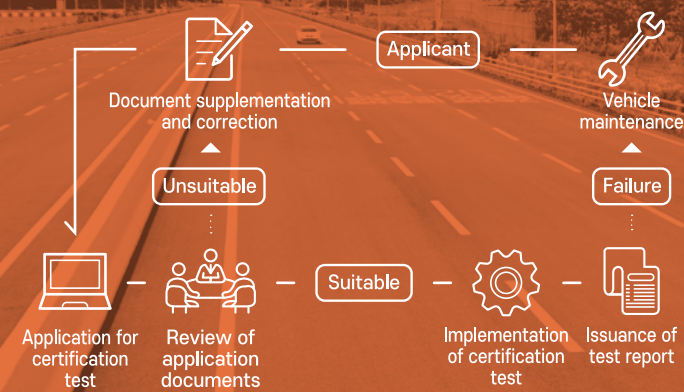 Applicant
Document supplementation
and correction
Vehicle
maintenance
Unsuitable
Failure
Suitable
Application for
certification
test
Review of
application
documents
Implementation
of certification
test
Issuance of
test report